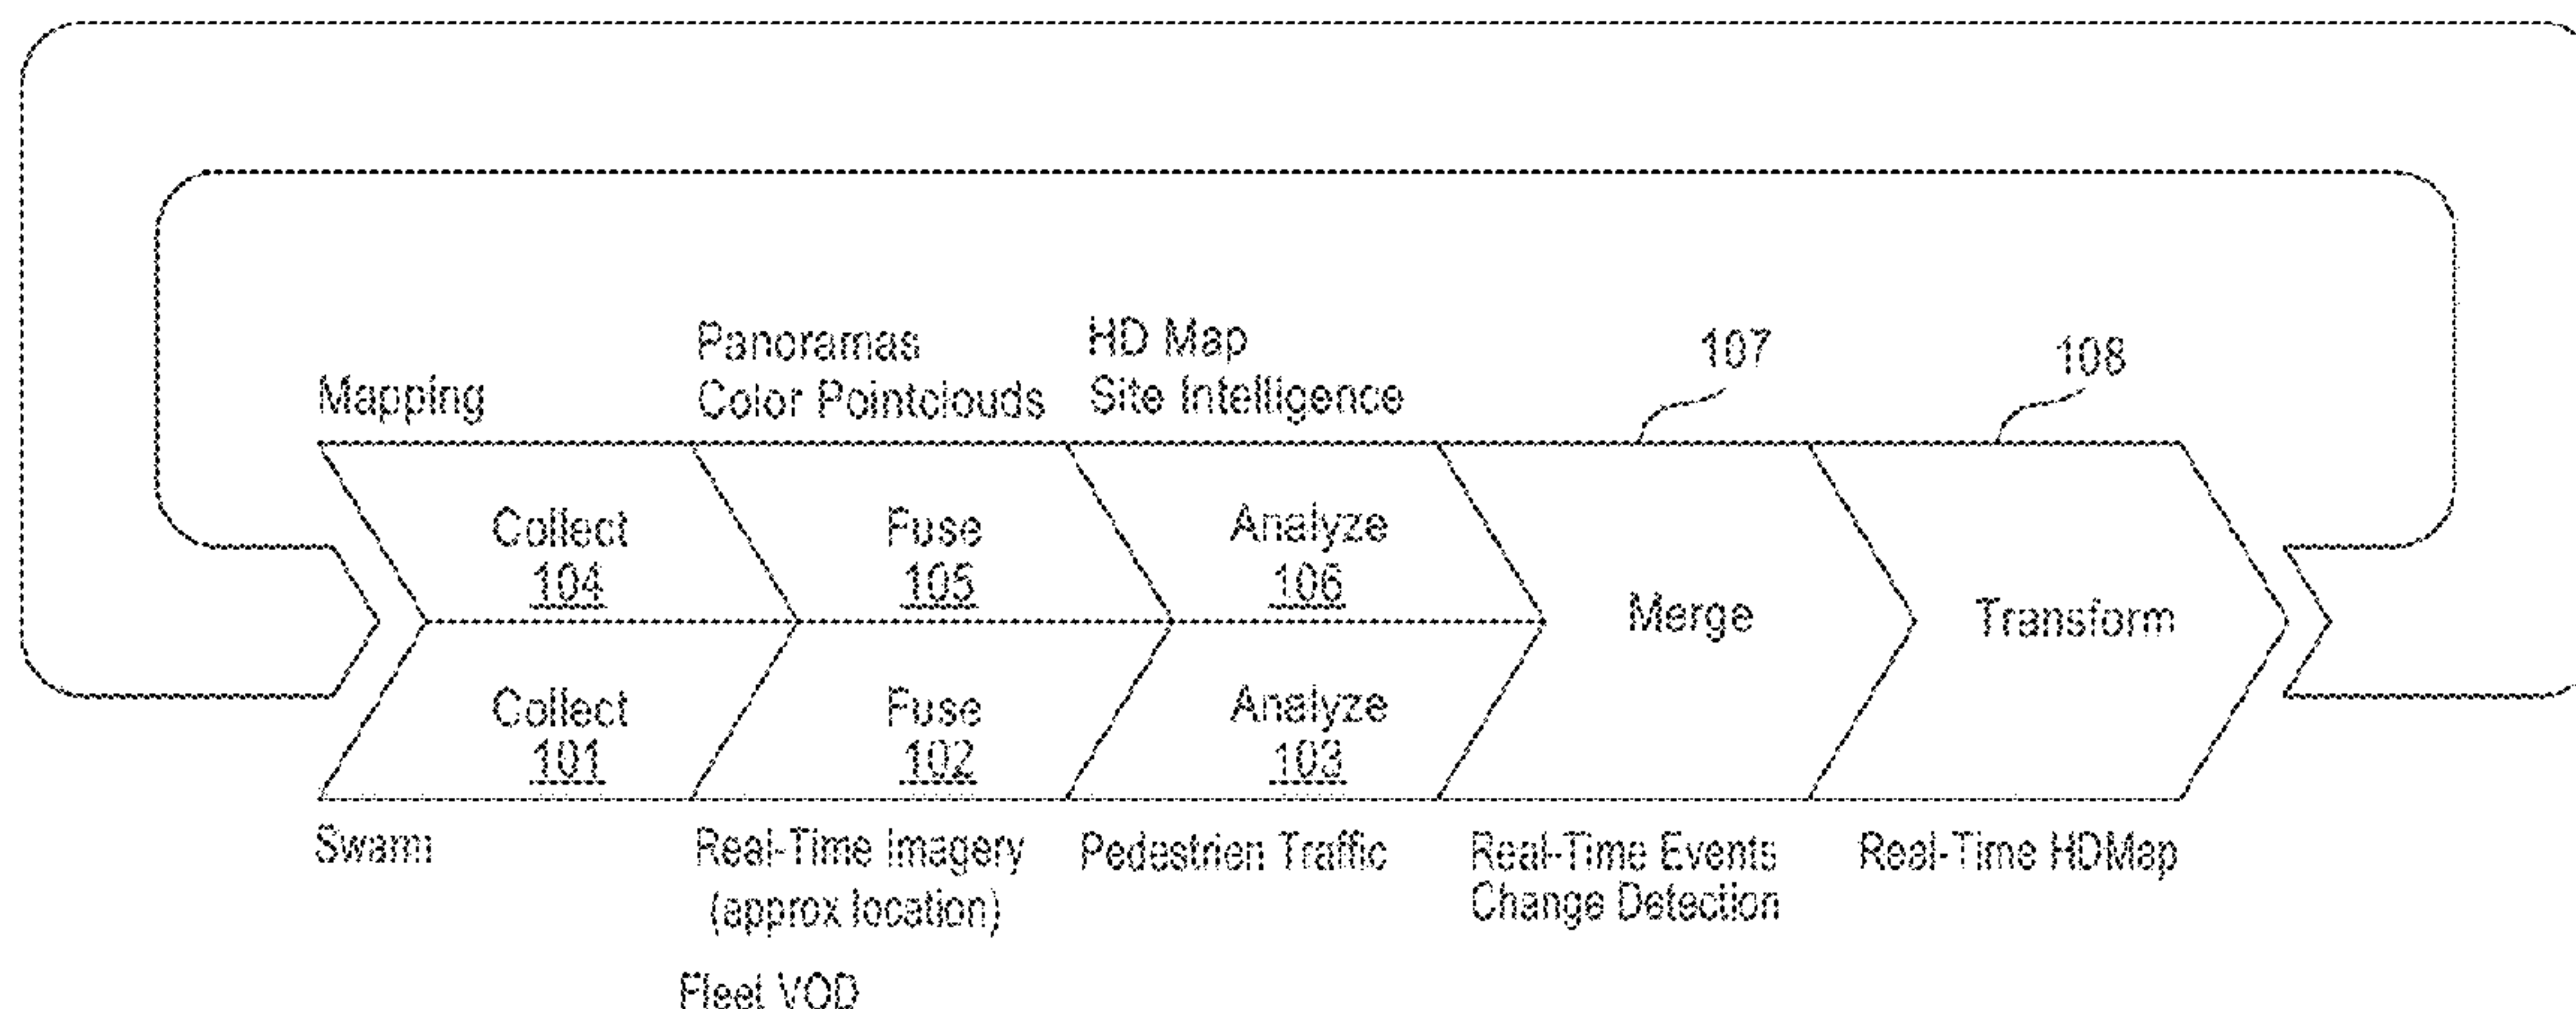 Mapping
Panoramas
Color Pointclouds
HD Map
Site Intelligence
107
108
Collect
104
Fuse
105
Analyze
106
Merge
Transform
Collect
101
Fuse
102
Analyze
103
Swarm
Real-Time Imagery
(approx location)
Fleet VOD
Pedestrien Traffic
Real-Time Events
Change Detection
Real-Time HDMap